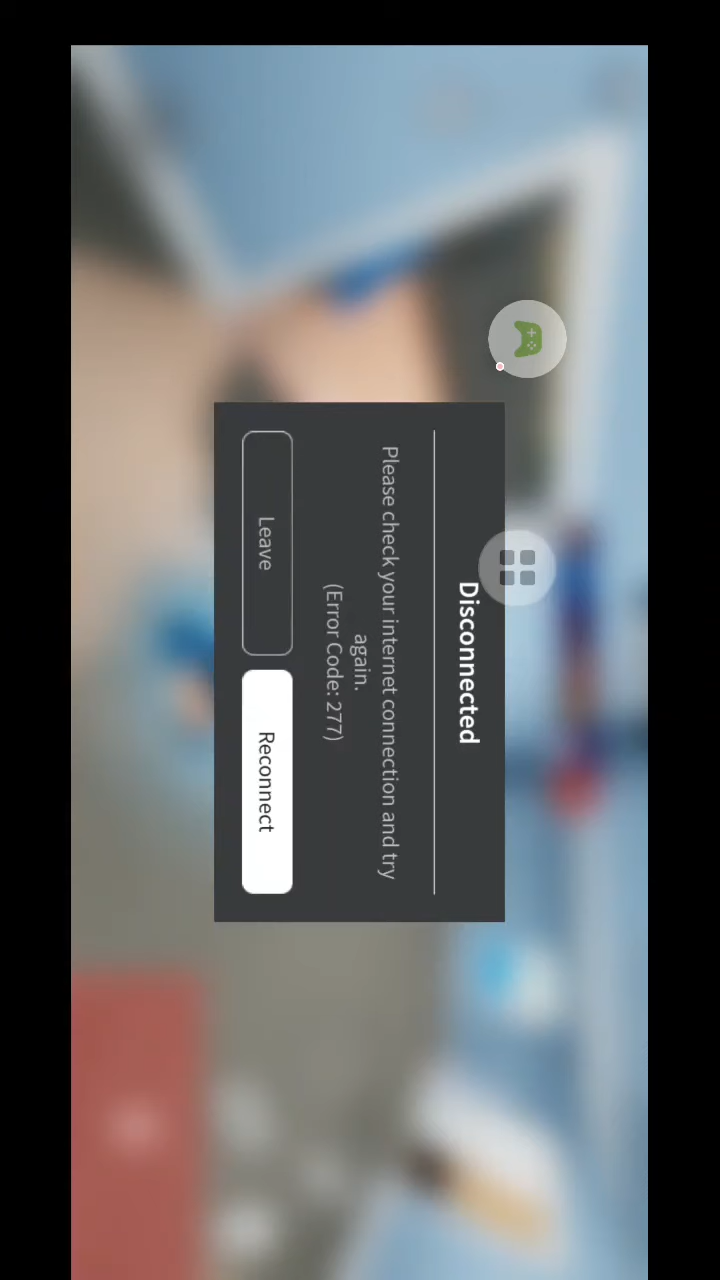 Disconnected
Please check your internet connection and try
again.
(Error Code: 277)
Leave
Reconnect